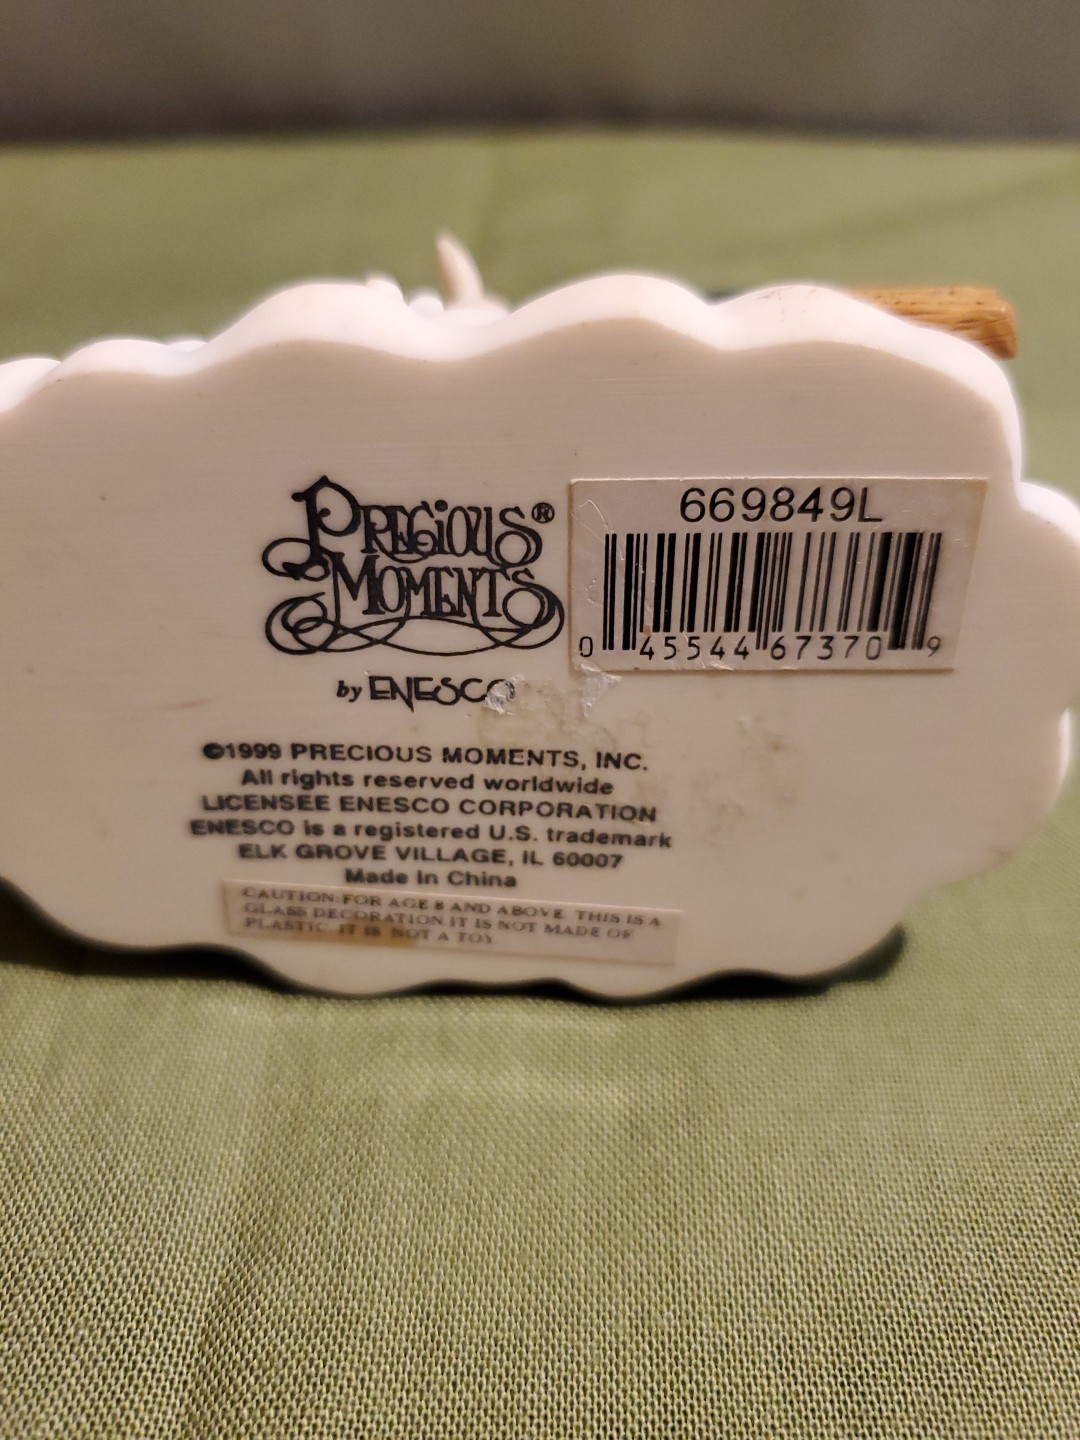 PRECIOUS®
MOMENTS
by ENESCO
669849L
0 45544 67370 9
©1999 PRECIOUS MOMENTS, INC.
All rights reserved worldwide
LICENSEE ENESCO CORPORATION
ENESCO is a registered U.S. trademark
ELK GROVE VILLAGE, IL 60007
Made In China
CAUTION: FOR AGE 8 AND ABOVE. THIS IS A
GLASS DECORATION.IT IS NOT MADE OF
PLASTIC. IT IS NOT A TOY